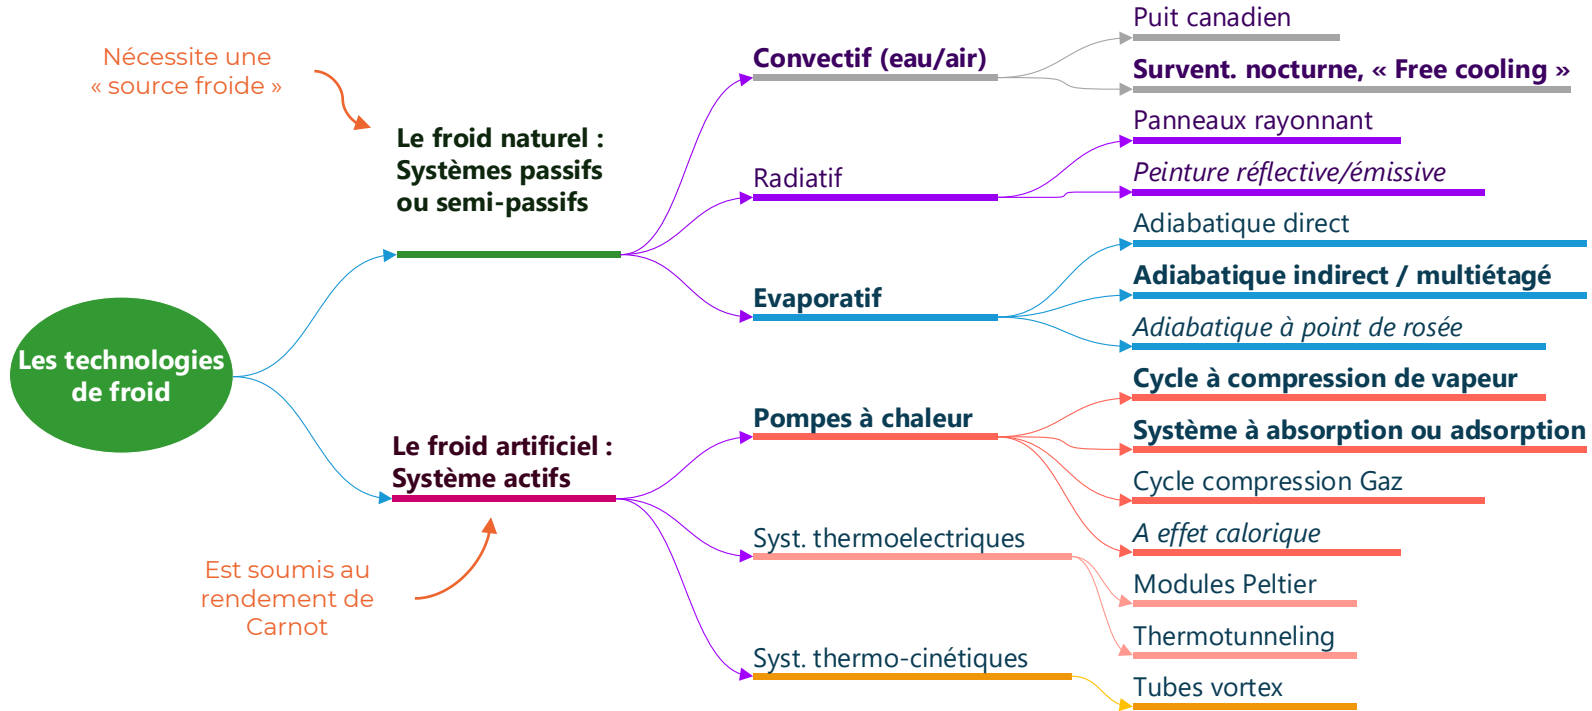 Nécessite une
« source froide »
Le froid naturel :
Systèmes passifs
ou semi-passifs
Convectif (eau/air)
Puit canadien
Survent. nocturne, « Free cooling »
Radiatif
Panneaux rayonnant
Peinture réflective/émissive
Evaporatif
Adiabatique direct
Adiabatique indirect / multiétagé
Adiabatique à point de rosée
Les technologies
de froid
Le froid artificiel :
Système actifs
Est soumis au
rendement de
Carnot
Pompes à chaleur
Cycle à compression de vapeur
Système à absorption ou adsorption
Cycle compression Gaz
A effet calorique
Syst. thermoelectriques
Modules Peltier
Thermotunneling
Syst. thermo-cinétiques
Tubes vortex